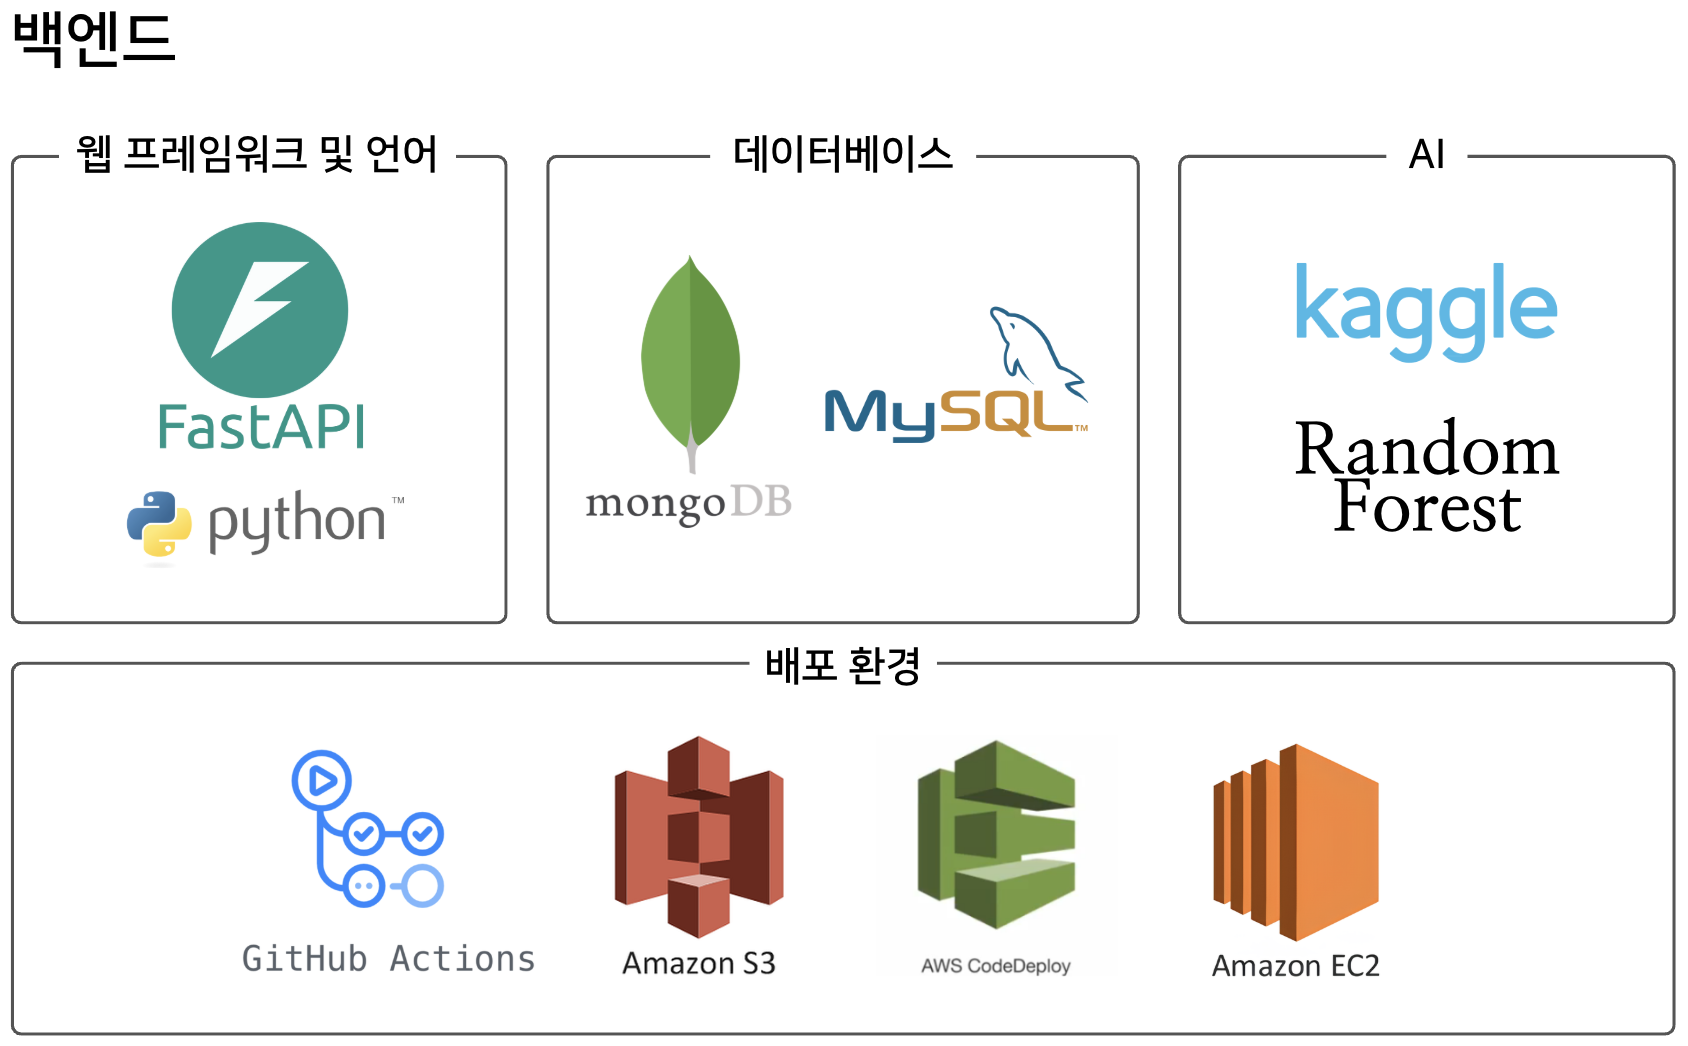 백엔드
웹 프레임워크 및 언어
FastAPI
python™
데이터베이스
mongoDB
MySQL™
AI
kaggle
Random
Forest
배포 환경
GitHub Actions
Amazon S3
AWS CodeDeploy
Amazon EC2